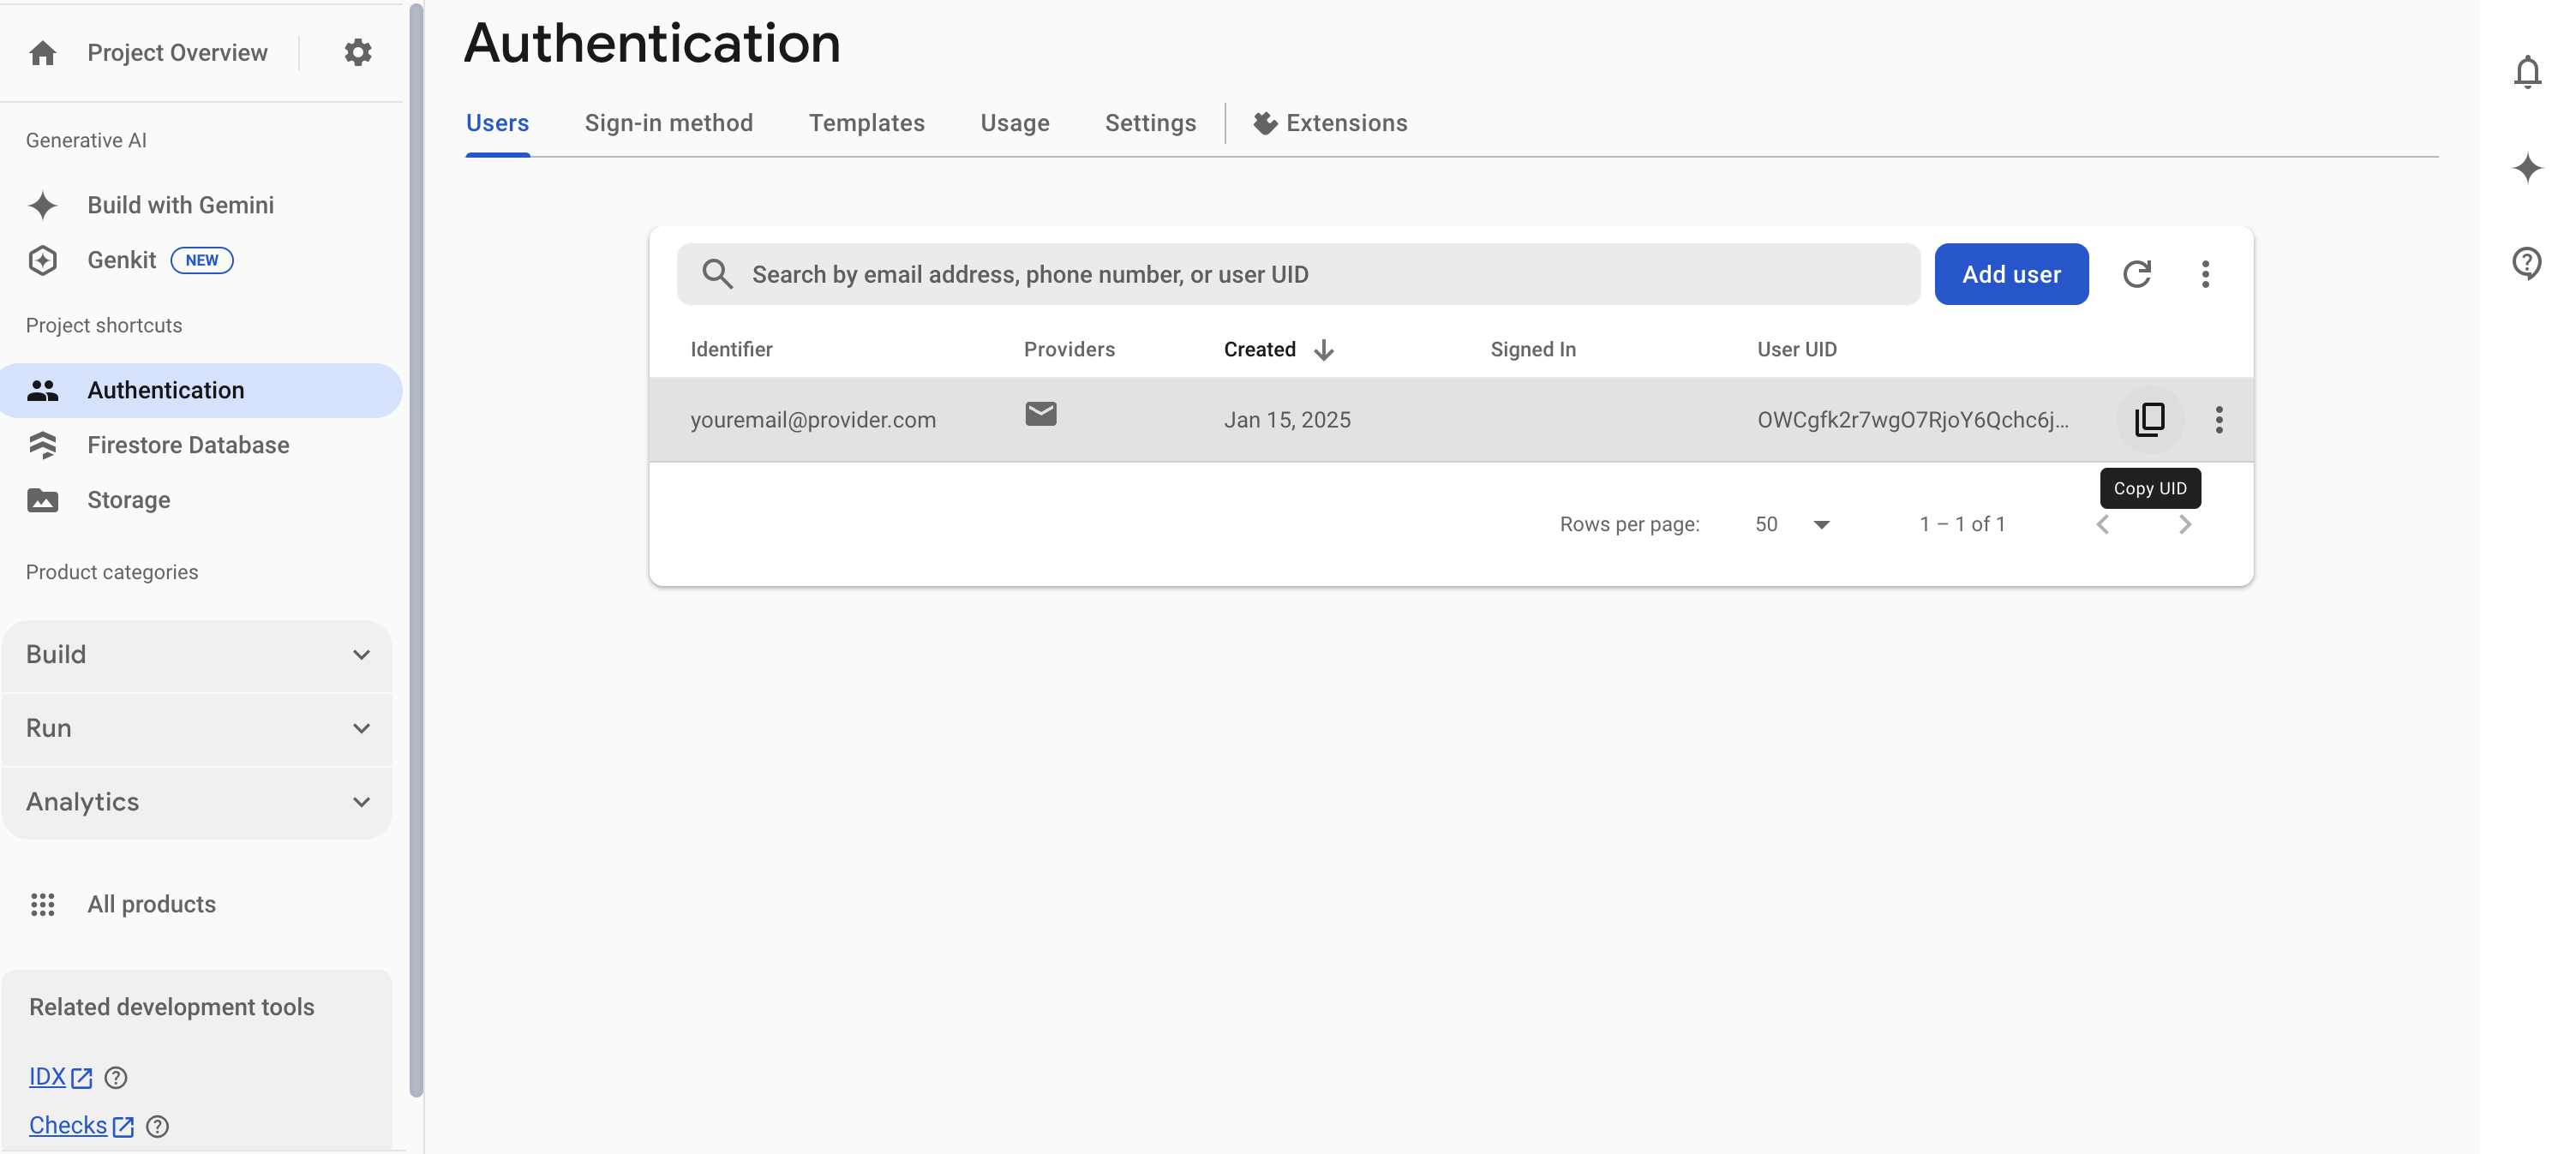 Project Overview
Generative AI
Build with Gemini
Genkit NEW
Project shortcuts
Authentication
Firestore Database
Storage
Product categories
Build
Run
Analytics
All products
Related development tools
IDX
Checks
Authentication
Users Sign-in method Templates Usage Settings Extensions
Search by email address, phone number, or user UID Add user
Identifier Providers Created Signed In User UID
youremail@provider.com Jan 15, 2025 OWCgfk2r7wgO7RjoY6Qchc6j...
Copy UID
Rows per page: 50 1 – 1 of 1